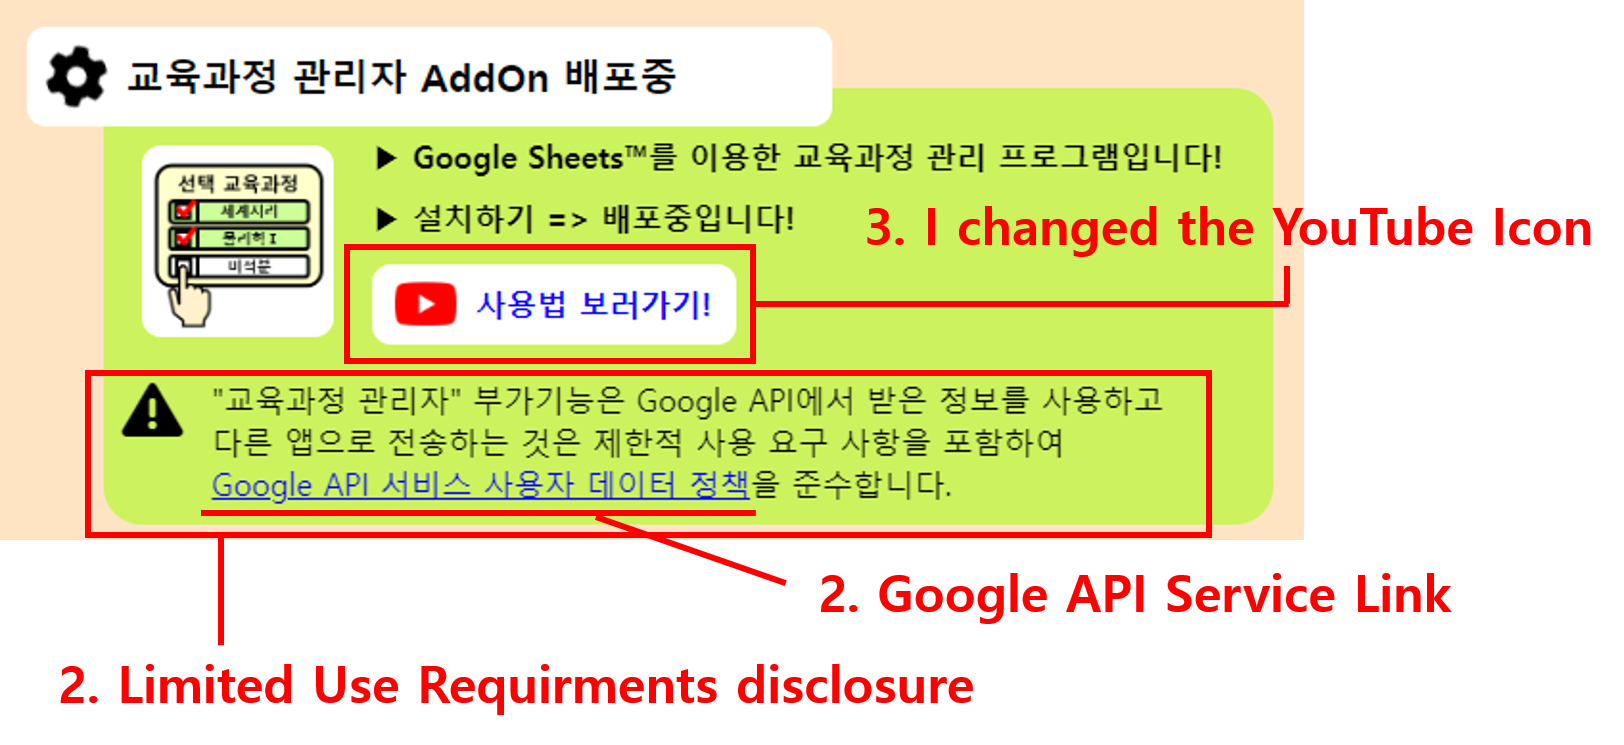 교육과정 관리자 AddOn 배포중
선택 교육과정
세계지리
물리학 I
미적분
▶ Google Sheets™를 이용한 교육과정 관리 프로그램입니다!
▶ 설치하기 => 배포중입니다!
3. I changed the YouTube Icon
사용법 보러가기!
"교육과정 관리자" 부가기능은 Google API에서 받은 정보를 사용하고
다른 앱으로 전송하는 것은 제한적 사용 요구 사항을 포함하여
Google API 서비스 사용자 데이터 정책을 준수합니다.
2. Google API Service Link
2. Limited Use Requirments disclosure